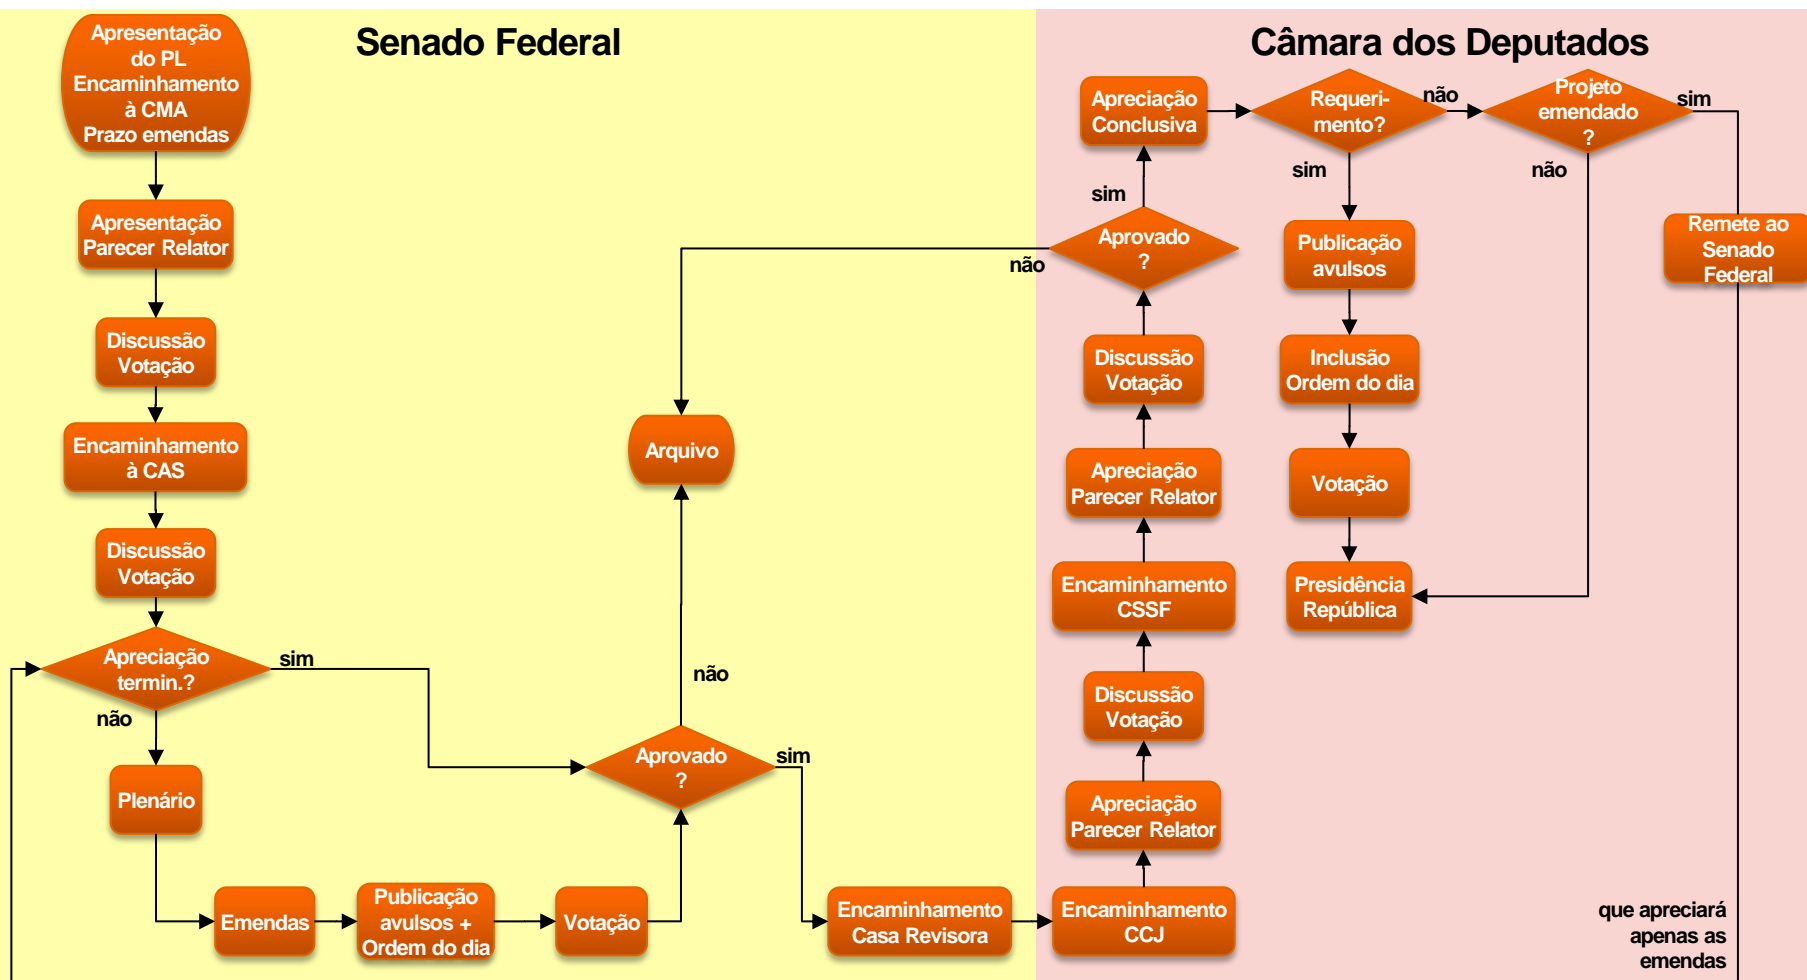 Senado Federal
Apresentação
do PL
Encaminhamento
à CMA
Prazo emendas
Apresentação
Parecer Relator
Discussão
Votação
Encaminhamento
à CAS
Discussão
Votação
Apreciação
termin.?
sim
não
Plenário
Emendas
Publicação
avulsos +
Ordem do dia
Votação
Aprovado
?
não
sim
Arquivo
Encaminhamento
Casa Revisora
Câmara dos Deputados
Encaminhamento
CCJ
Apreciação
Parecer Relator
Discussão
Votação
Encaminhamento
CSSF
Apreciação
Parecer Relator
Discussão
Votação
Aprovado
?
não
sim
Apreciação
Conclusiva
Requeri-
mento?
não
sim
Publicação
avulsos
Inclusão
Ordem do dia
Votação
Presidência
República
Projeto
emendado
?
sim
não
Remete ao
Senado
Federal
que apreciará
apenas as
emendas